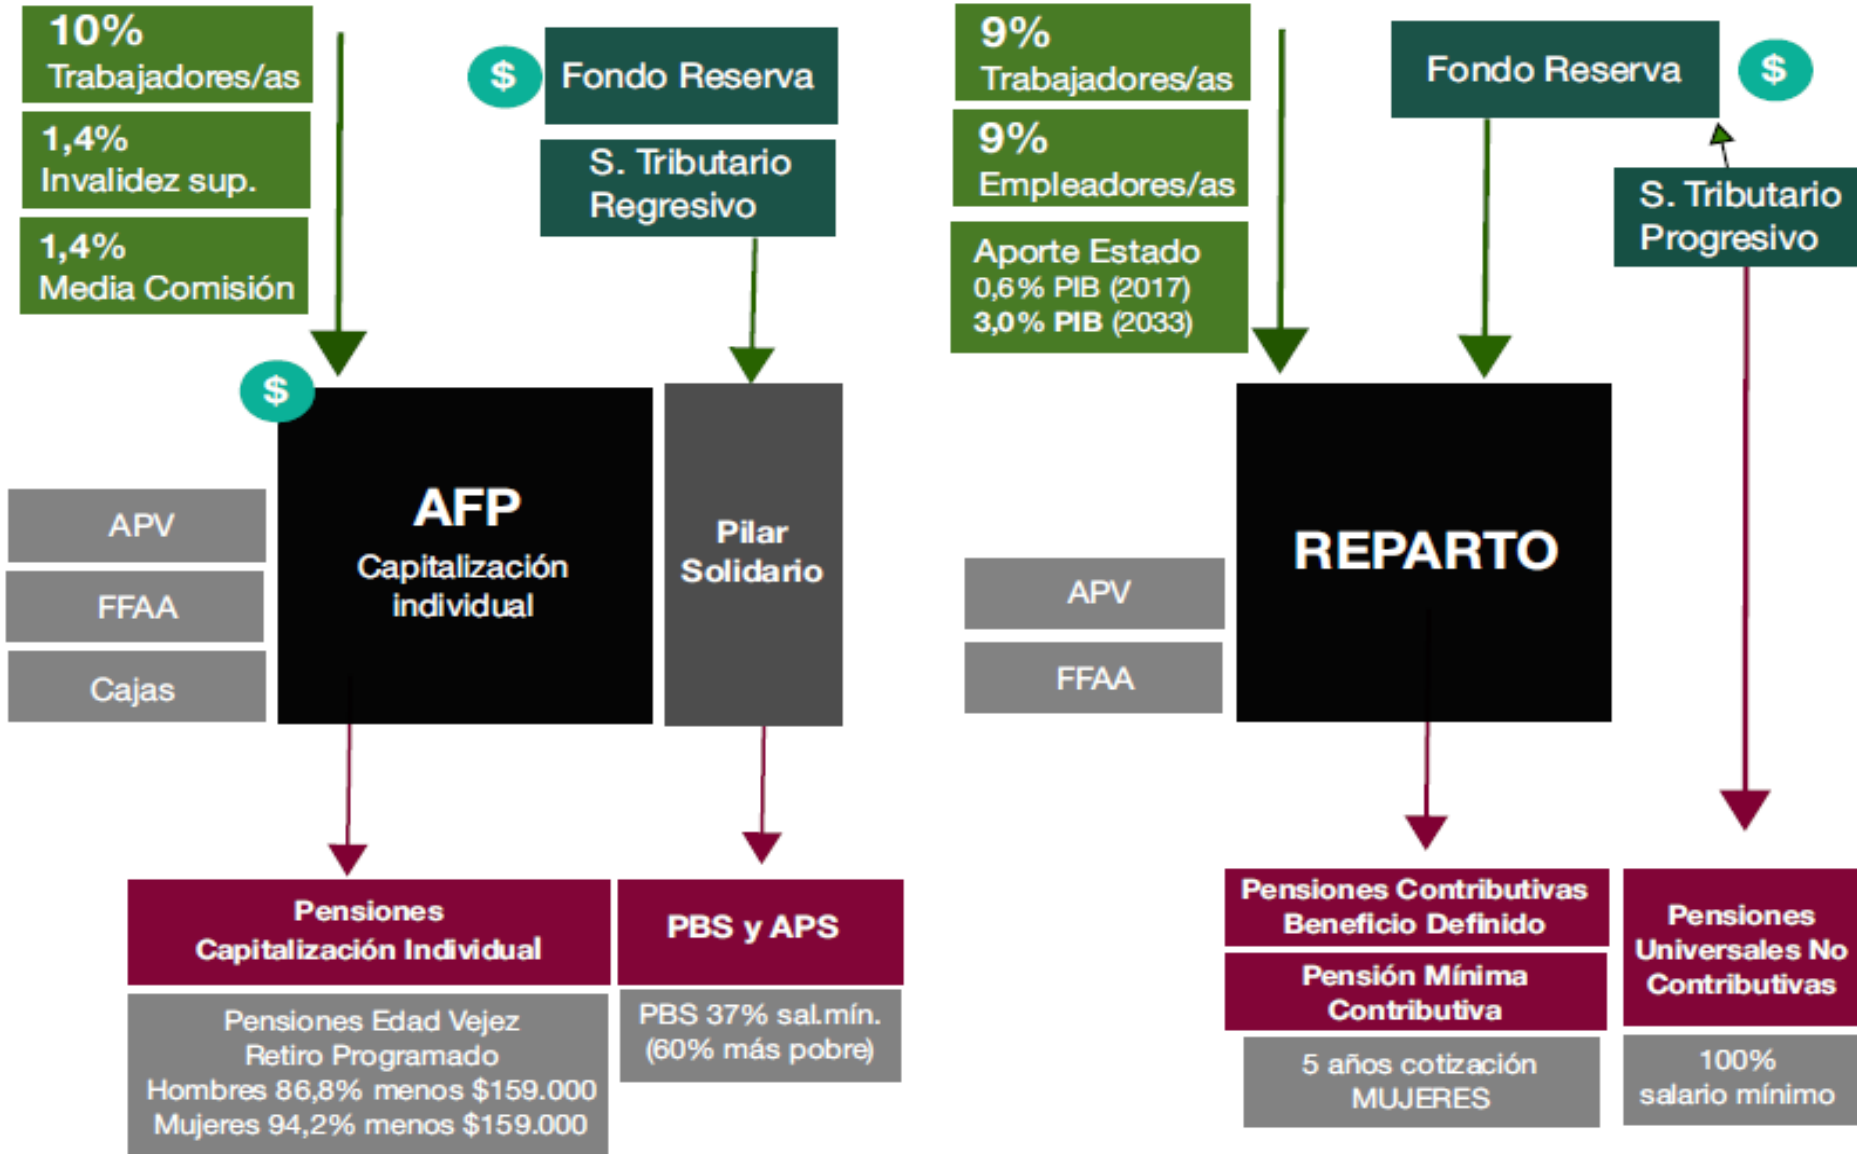 10%
Trabajadores/as
1,4%
Invalidez sup.
1,4%
Media Comisión
$
Fondo Reserva
S. Tributario
Regresivo
$
AFP
Capitalización
individual
Pilar
Solidario
APV
FFAA
Cajas
Pensiones
Capitalización Individual
PBS y APS
Pensiones Edad Vejez
Retiro Programado
Hombres 86,8% menos $159.000
Mujeres 94,2% menos $159.000
PBS 37% sal.mín.
(60% más pobre)
9%
Trabajadores/as
9%
Empleadores/as
Aporte Estado
0,6% PIB (2017)
3,0% PIB (2033)
Fondo Reserva
$
S. Tributario
Progresivo
REPARTO
APV
FFAA
Pensiones Contributivas
Beneficio Definido
Pensión Mínima
Contributiva
5 años cotización
MUJERES
Pensiones
Universales No
Contributivas
100%
salario mínimo